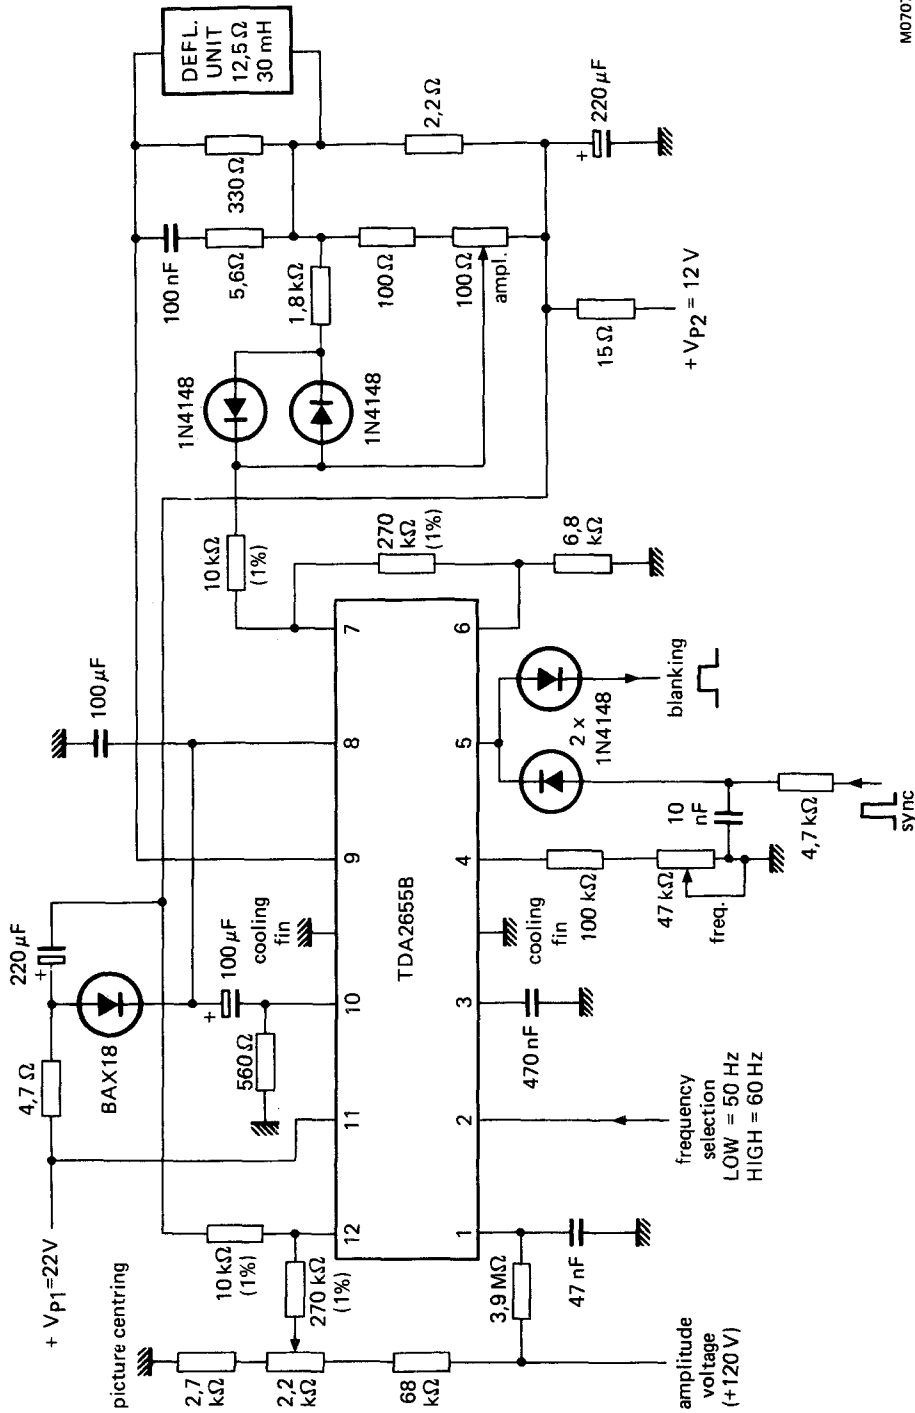 M070
+ VP1=22V
4,7 Ω
220 µF
+
BAX18
100 µF
+
560 Ω
cooling
fin
100 µF
picture centring
2,7
kΩ
2,2
kΩ
68
kΩ
10 kΩ
(1%)
270 kΩ
(1%)
10 kΩ
(1%)
1N4148
1N4148
1,8 kΩ
100 nF
5,6Ω
330 Ω
DEFL.
UNIT
12,5 Ω
30 mH
100 Ω
100 Ω
ampl.
2,2 Ω
220 µF
+
15 Ω
+ VP2 = 12 V
12
11
10
9
8
7
TDA2655B
1
2
3
4
5
6
270
kΩ
(1%)
6,8
kΩ
3,9 MΩ
47 nF
amplitude
voltage
(+120 V)
frequency
selection
LOW = 50 Hz
HIGH = 60 Hz
470 nF
cooling
fin
100 kΩ
47 kΩ
freq.
10
nF
4,7 kΩ
sync
2 x
1N4148
blanking